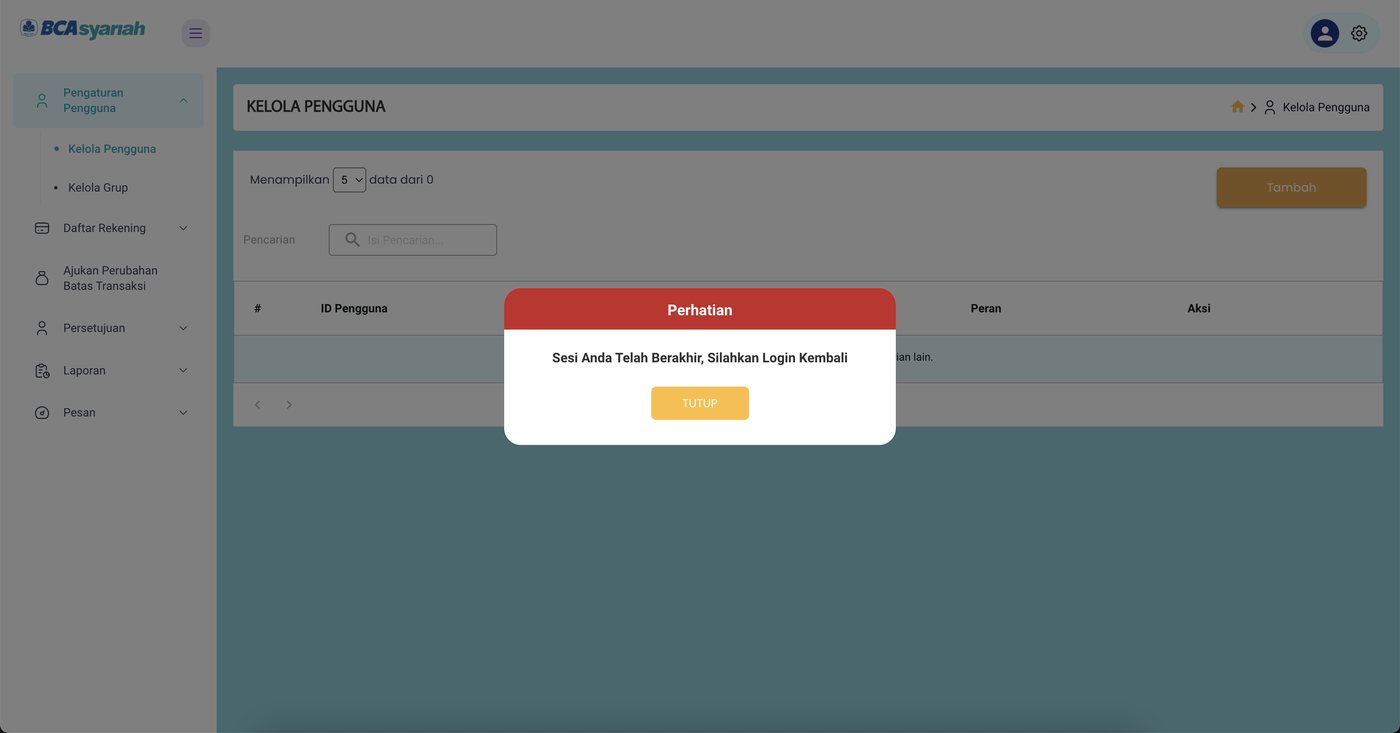 BCA syariah
Pengaturan
Pengguna
Kelola Pengguna
Kelola Grup
Daftar Rekening
Ajukan Perubahan
Batas Transaksi
Persetujuan
Laporan
Pesan
KELOLA PENGGUNA
Kelola Pengguna
Menampilkan 5 data dari 0
Tambah
Pencarian
Isi Pencarian...
# ID Pengguna Peran Aksi
lain.
Perhatian
Sesi Anda Telah Berakhir, Silahkan Login Kembali
TUTUP